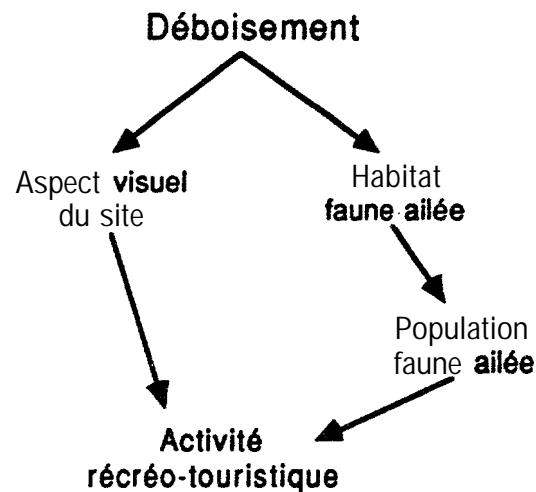 Déboisement
Aspect visuel
du site
Habitat
faune ailée
Population
faune ailée
Activité
récréo-touristique